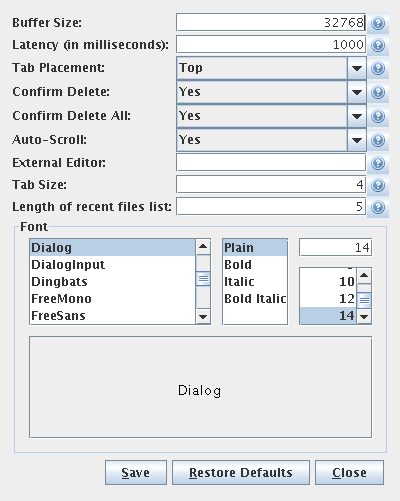 Buffer Size: 32768
Latency (in milliseconds): 1000
Tab Placement: Top
Confirm Delete: Yes
Confirm Delete All: Yes
Auto-Scroll: Yes
External Editor:
Tab Size: 4
Length of recent files list: 5
Font
Dialog Plain 14
DialogInput Bold
Dingbats Italic 10
FreeMono Bold Italic 12
FreeSans 14
Dialog
Save Restore Defaults Close